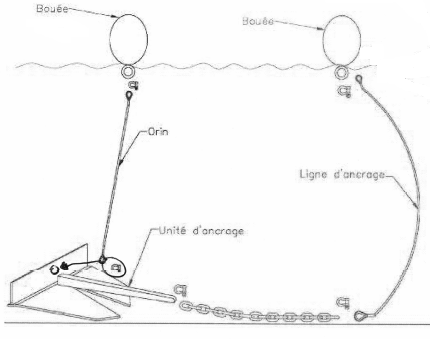 Bouée
Bouée
Orin
Ligne d'ancrage
Unité d'ancrage